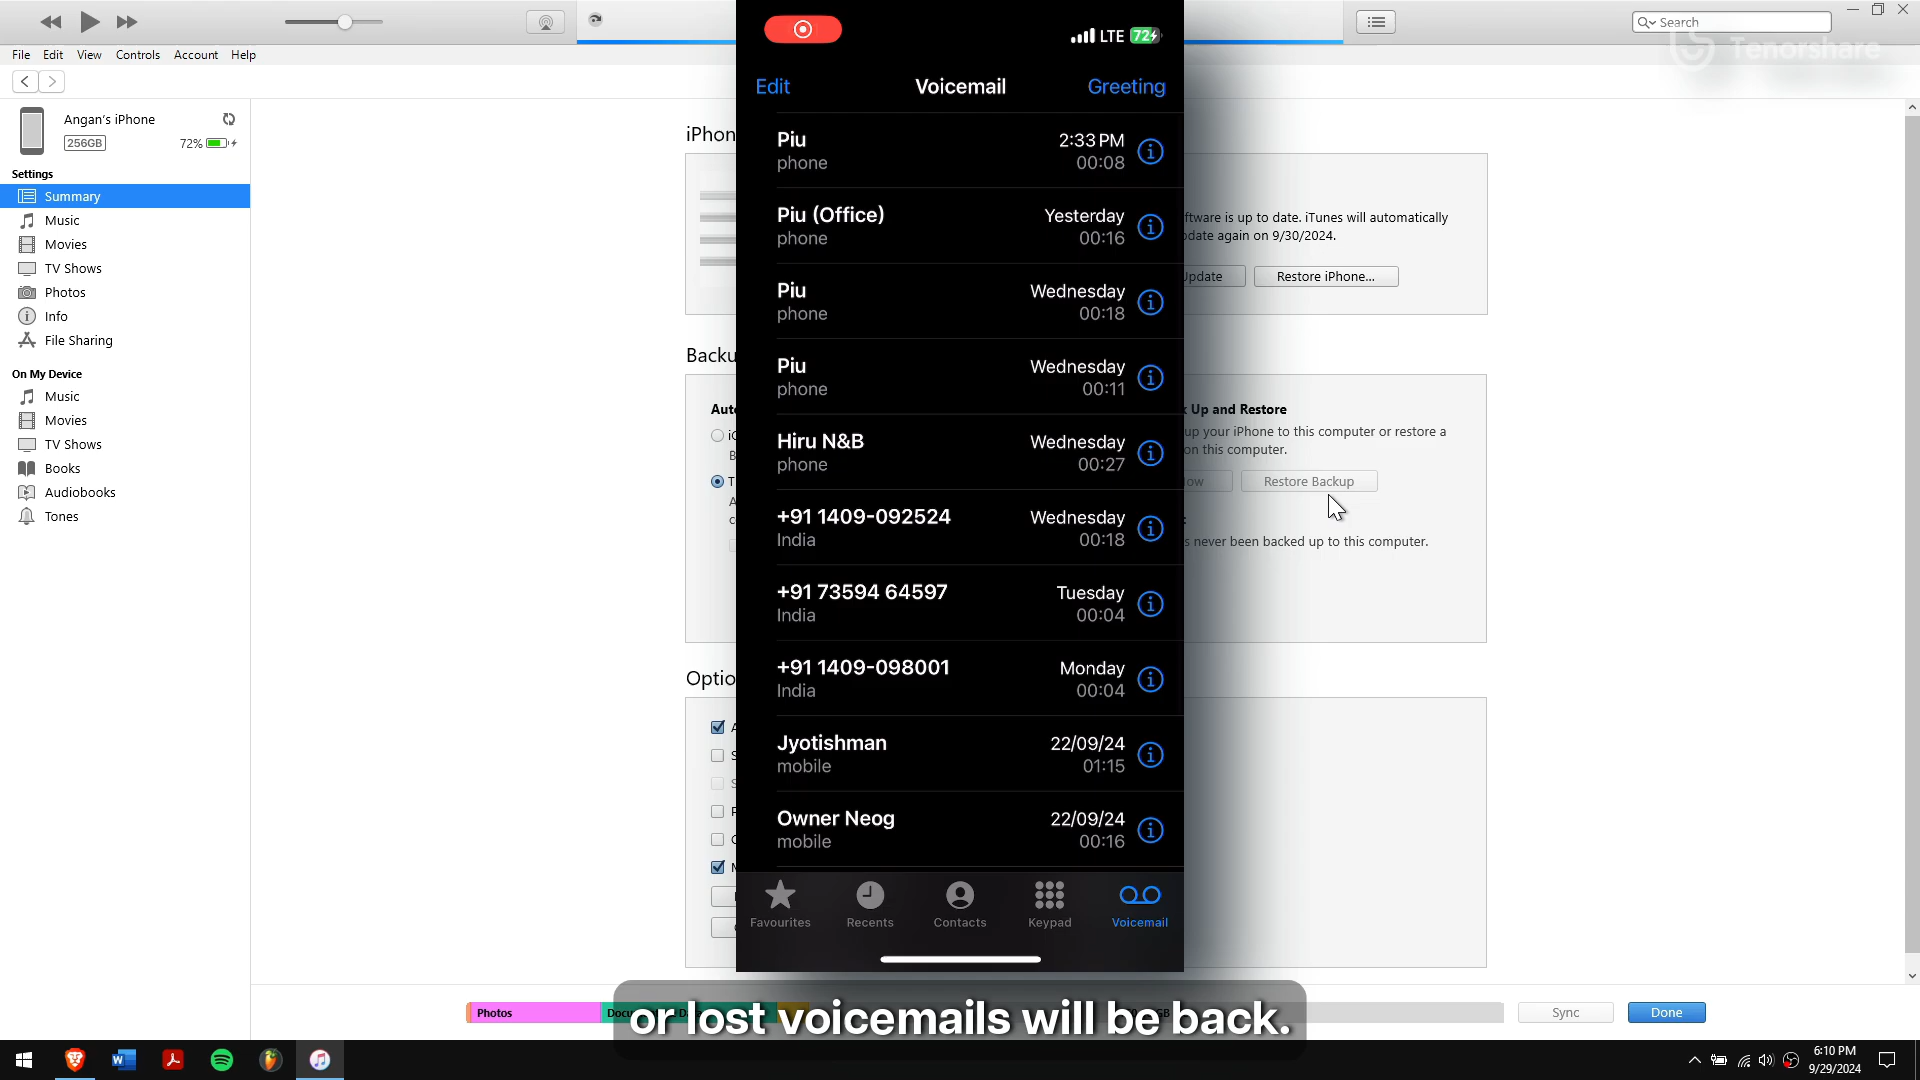 Search
Tenorshare
File Edit View Controls Account Help
Angan's iPhone
256GB
72%
Settings
Summary
Music
Movies
TV Shows
Photos
Info
File Sharing
On My Device
Music
Movies
TV Shows
Books
Audiobooks
Tones
LTE 72
Edit Voicemail Greeting
Piu 2:33 PM
phone 00:08
Piu (Office) Yesterday
phone 00:16
Piu Wednesday
phone 00:18
Piu Wednesday
phone 00:11
Hiru N&B Wednesday
phone 00:27
+91 1409-092524 Wednesday
India 00:18
+91 73594 64597 Tuesday
India 00:04
+91 1409-098001 Monday
India 00:04
Jyotishman 22/09/24
mobile 01:15
Owner Neog 22/09/24
mobile 00:16
Favourites Recents Contacts Keypad Voicemail
is up to date. iTunes will automatically
again on 9/30/2024.
Restore iPhone...
Up and Restore
up your iPhone to this computer or restore a
on this computer.
Restore Backup
never been backed up to this computer.
Photos
or lost voicemails will be back.
Sync Done
6:10 PM
9/29/2024